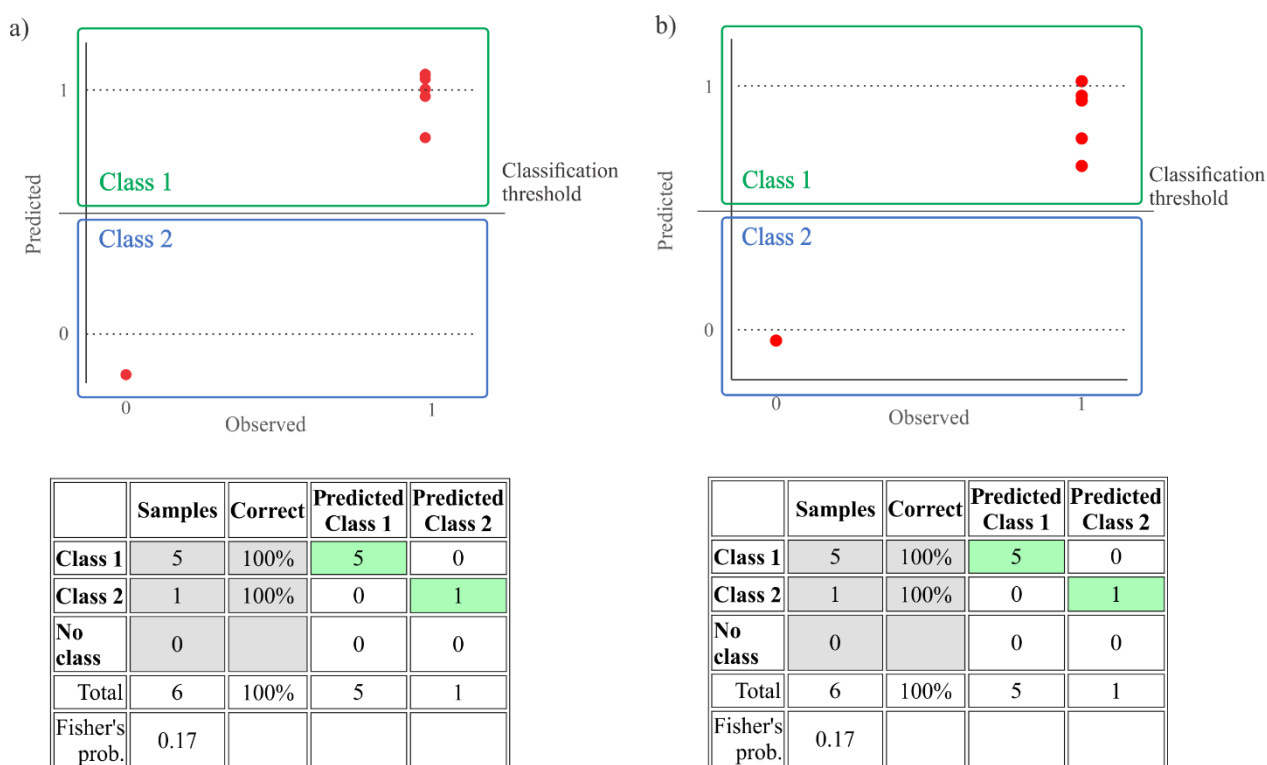 a)
1
Class 1
Classification
threshold
Predicted
Class 2
0
0
1
Observed
Samples Correct Predicted Class 1 Predicted Class 2
Class 1 5 100% 5 0
Class 2 1 100% 0 1
No class 0 0 0
Total 6 100% 5 1
Fisher's prob. 0.17
b)
1
Class 1
Classification
threshold
Predicted
Class 2
0
0
1
Observed
Samples Correct Predicted Class 1 Predicted Class 2
Class 1 5 100% 5 0
Class 2 1 100% 0 1
No class 0 0 0
Total 6 100% 5 1
Fisher's prob. 0.17